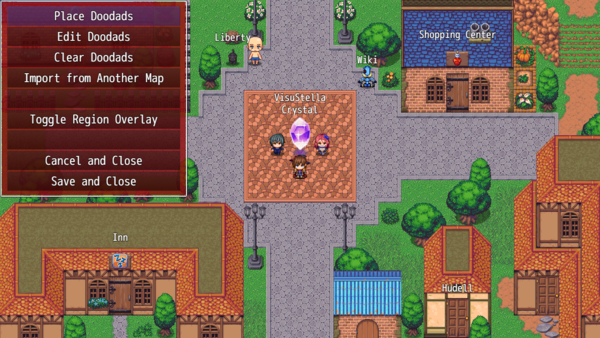 Place Doodads
Edit Doodads
Clear Doodads
Import from Another Map
Toggle Region Overlay
Cancel and Close
Save and Close
Liberty
Wiki
Shopping Center
VisuStella
Crystal
Inn
ZZZ
Hudell